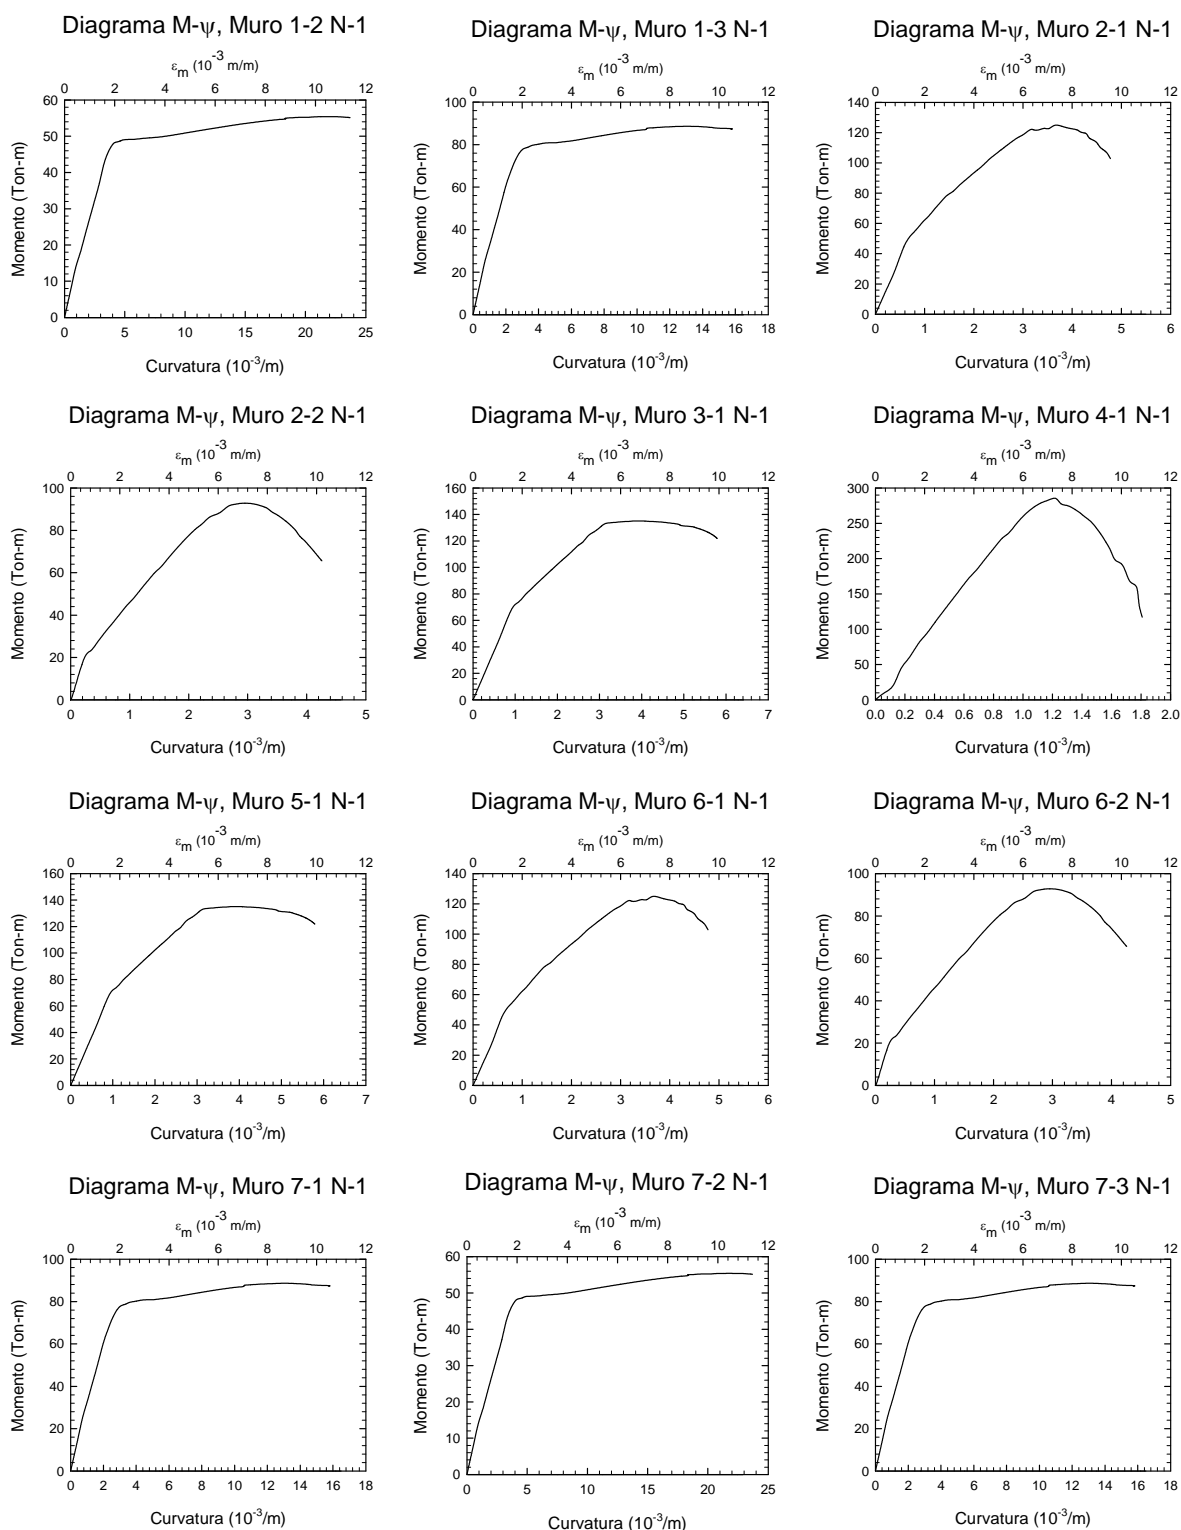 Diagrama M-ψ, Muro 1-2 N-1
ε_m (10^-3 m/m)
0 2 4 6 8 10 12
60
50
40
30
20
10
0
Momento (Ton-m)
0 5 10 15 20 25
Curvatura (10^-3/m)
Diagrama M-ψ, Muro 1-3 N-1
ε_m (10^-3 m/m)
0 2 4 6 8 10 12
100
80
60
40
20
0
Momento (Ton-m)
0 2 4 6 8 10 12 14 16 18
Curvatura (10^-3/m)
Diagrama M-ψ, Muro 2-1 N-1
ε_m (10^-3 m/m)
0 2 4 6 8 10 12
140
120
100
80
60
40
20
0
Momento (Ton-m)
0 1 2 3 4 5 6
Curvatura (10^-3/m)
Diagrama M-ψ, Muro 2-2 N-1
ε_m (10^-3 m/m)
0 2 4 6 8 10 12
100
80
60
40
20
0
Momento (Ton-m)
0 1 2 3 4 5
Curvatura (10^-3/m)
Diagrama M-ψ, Muro 3-1 N-1
ε_m (10^-3 m/m)
0 2 4 6 8 10 12
160
140
120
100
80
60
40
20
0
Momento (Ton-m)
0 1 2 3 4 5 6 7
Curvatura (10^-3/m)
Diagrama M-ψ, Muro 4-1 N-1
ε_m (10^-3 m/m)
0 2 4 6 8 10 12
300
250
200
150
100
50
0
Momento (Ton-m)
0.0 0.2 0.4 0.6 0.8 1.0 1.2 1.4 1.6 1.8 2.0
Curvatura (10^-3/m)
Diagrama M-ψ, Muro 5-1 N-1
ε_m (10^-3 m/m)
0 2 4 6 8 10 12
160
140
120
100
80
60
40
20
0
Momento (Ton-m)
0 1 2 3 4 5 6 7
Curvatura (10^-3/m)
Diagrama M-ψ, Muro 6-1 N-1
ε_m (10^-3 m/m)
0 2 4 6 8 10 12
140
120
100
80
60
40
20
0
Momento (Ton-m)
0 1 2 3 4 5 6
Curvatura (10^-3/m)
Diagrama M-ψ, Muro 6-2 N-1
ε_m (10^-3 m/m)
0 2 4 6 8 10 12
100
80
60
40
20
0
Momento (Ton-m)
0 1 2 3 4 5
Curvatura (10^-3/m)
Diagrama M-ψ, Muro 7-1 N-1
ε_m (10^-3 m/m)
0 2 4 6 8 10 12
100
80
60
40
20
0
Momento (Ton-m)
0 2 4 6 8 10 12 14 16 18
Curvatura (10^-3/m)
Diagrama M-ψ, Muro 7-2 N-1
ε_m (10^-3 m/m)
0 2 4 6 8 10 12
60
50
40
30
20
10
0
Momento (Ton-m)
0 5 10 15 20 25
Curvatura (10^-3/m)
Diagrama M-ψ, Muro 7-3 N-1
ε_m (10^-3 m/m)
0 2 4 6 8 10 12
100
80
60
40
20
0
Momento (Ton-m)
0 2 4 6 8 10 12 14 16 18
Curvatura (10^-3/m)